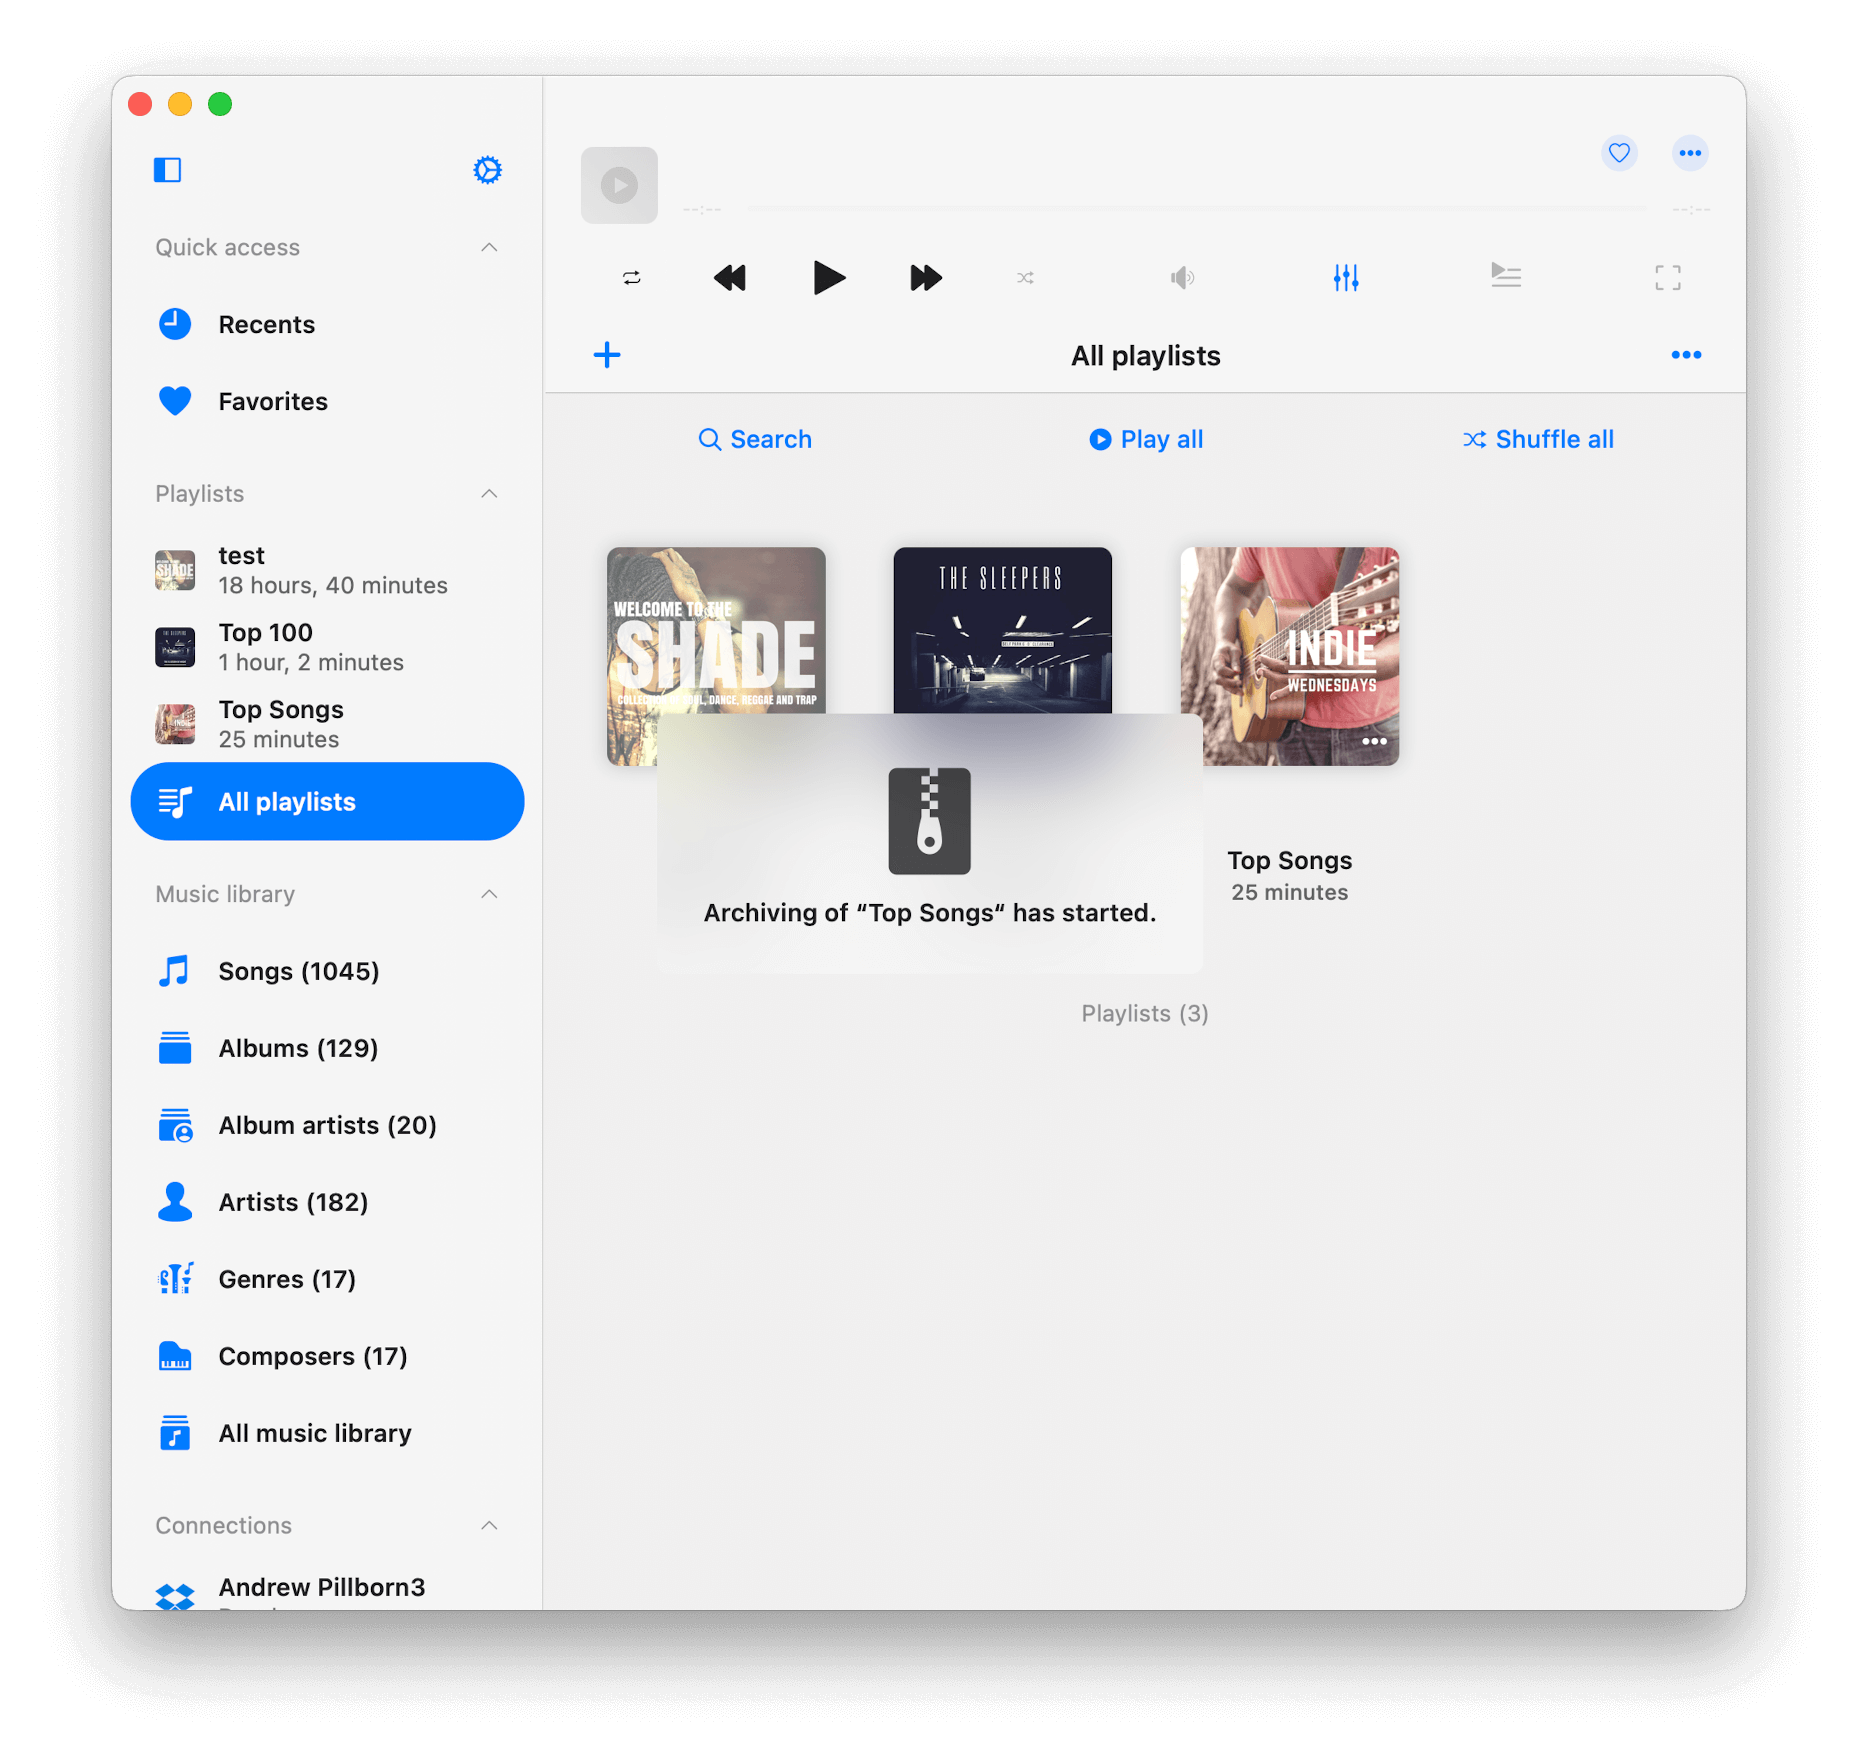 Quick access
Recents
Favorites
Playlists
test
18 hours, 40 minutes
Top 100
1 hour, 2 minutes
Top Songs
25 minutes
All playlists
Music library
Songs (1045)
Albums (129)
Album artists (20)
Artists (182)
Genres (17)
Composers (17)
All music library
Connections
Andrew Pillborn3
--:--
--:--
All playlists
Search
Play all
Shuffle all
WELCOME TO THE
SHADE
COLLECTION OF SOUL, DANCE, REGGAE AND TRAP
THE SLEEPERS
INDIE
WEDNESDAYS
Archiving of “Top Songs“ has started.
Top Songs
25 minutes
Playlists (3)